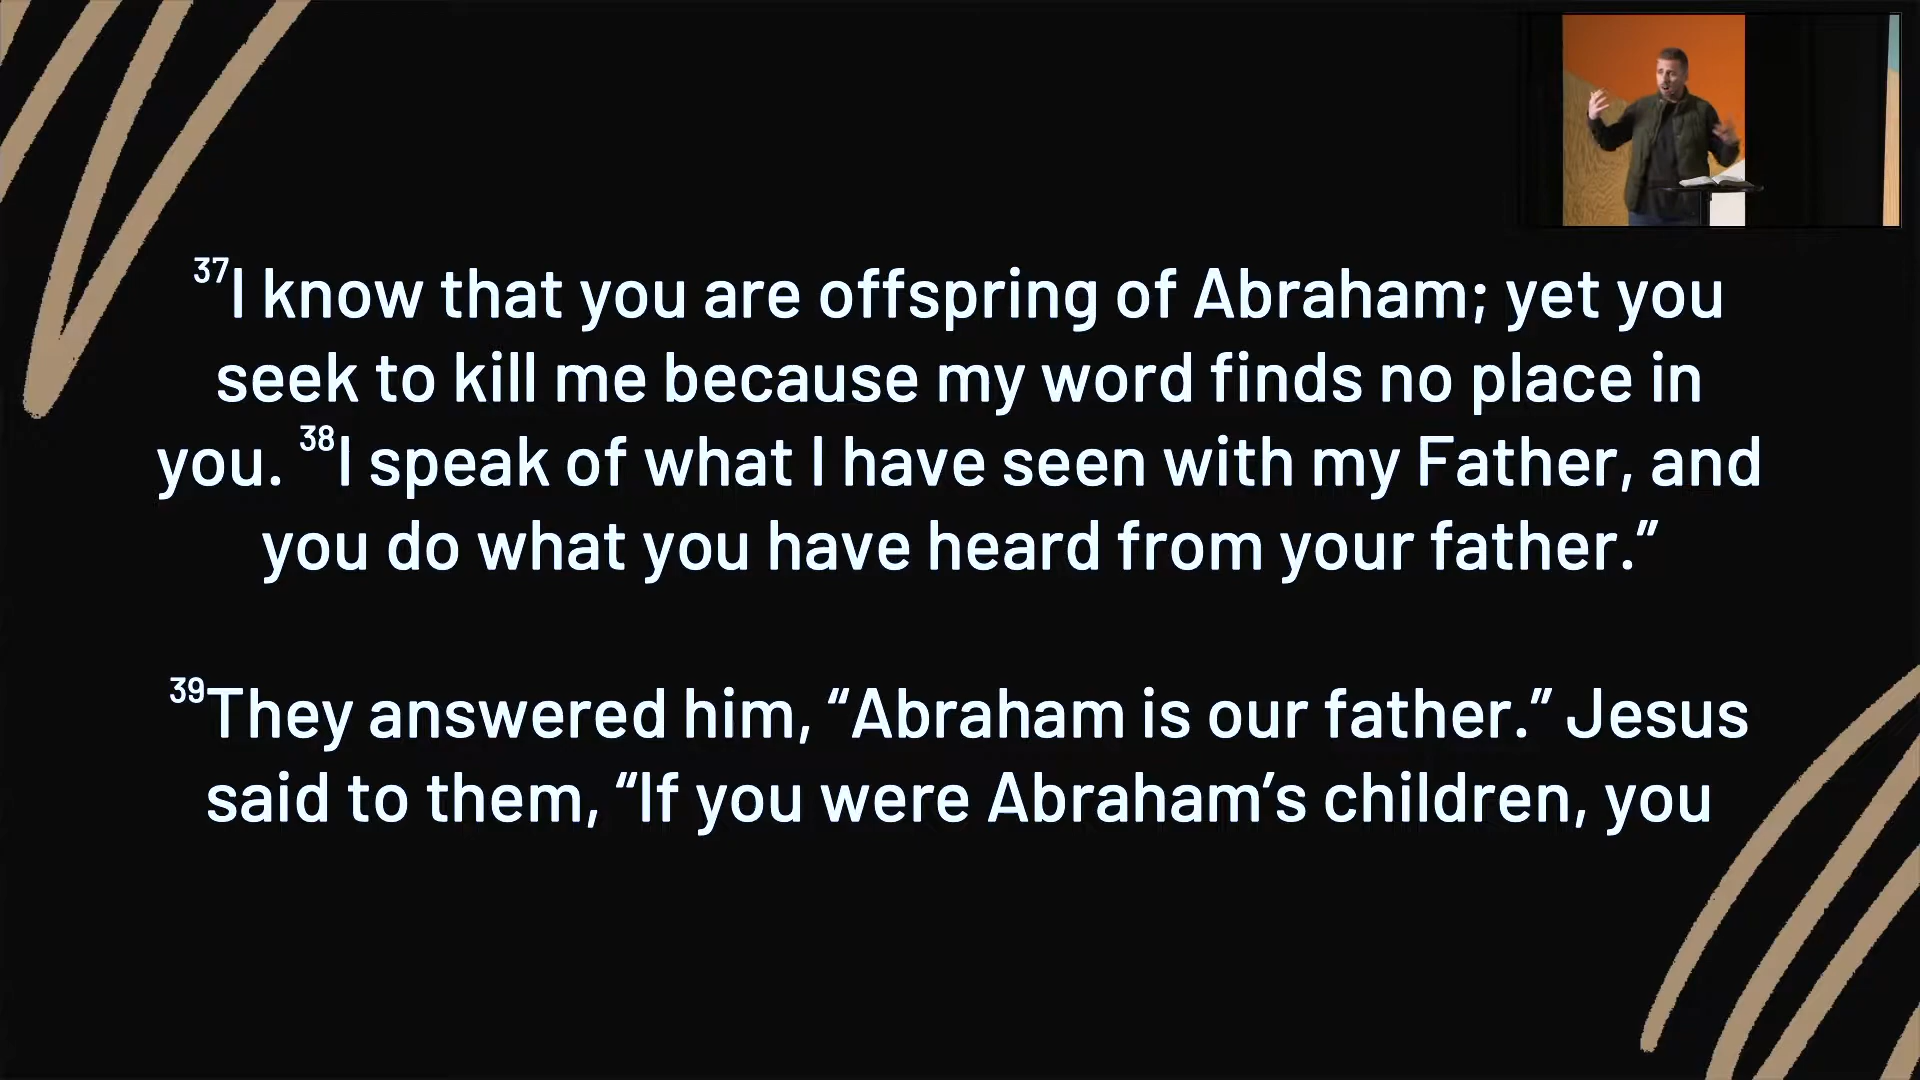 37I know that you are offspring of Abraham; yet you
seek to kill me because my word finds no place in
you. 38I speak of what I have seen with my Father, and
you do what you have heard from your father.”
39They answered him, “Abraham is our father.” Jesus
said to them, “If you were Abraham’s children, you